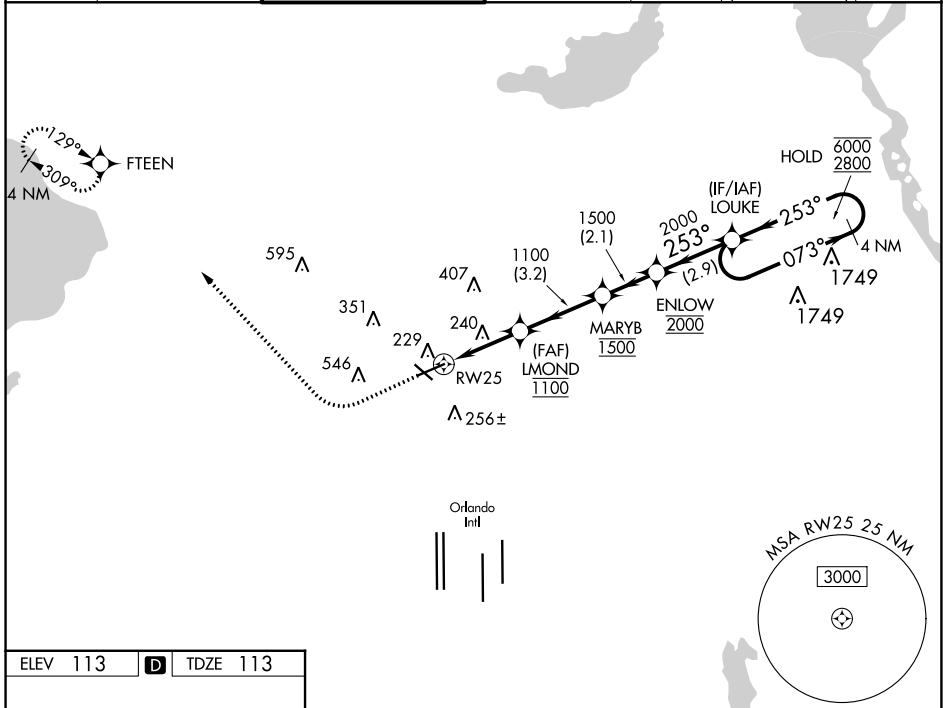 HOLD 6000
2800
129°
309°
FTEEN
4 NM
(IF/IAF)
LOUKE
253°
073°
4 NM
1749
1749
2000
253°
(2.9)
1500
(2.1)
1100
(3.2)
595
407
351
240
229
546
256±
ENLOW
2000
MARYB
1500
(FAF)
LMOND
1100
RW25
Orlando
Intl
MSA RW25 25 NM
3000
ELEV 113 D TDZE 113